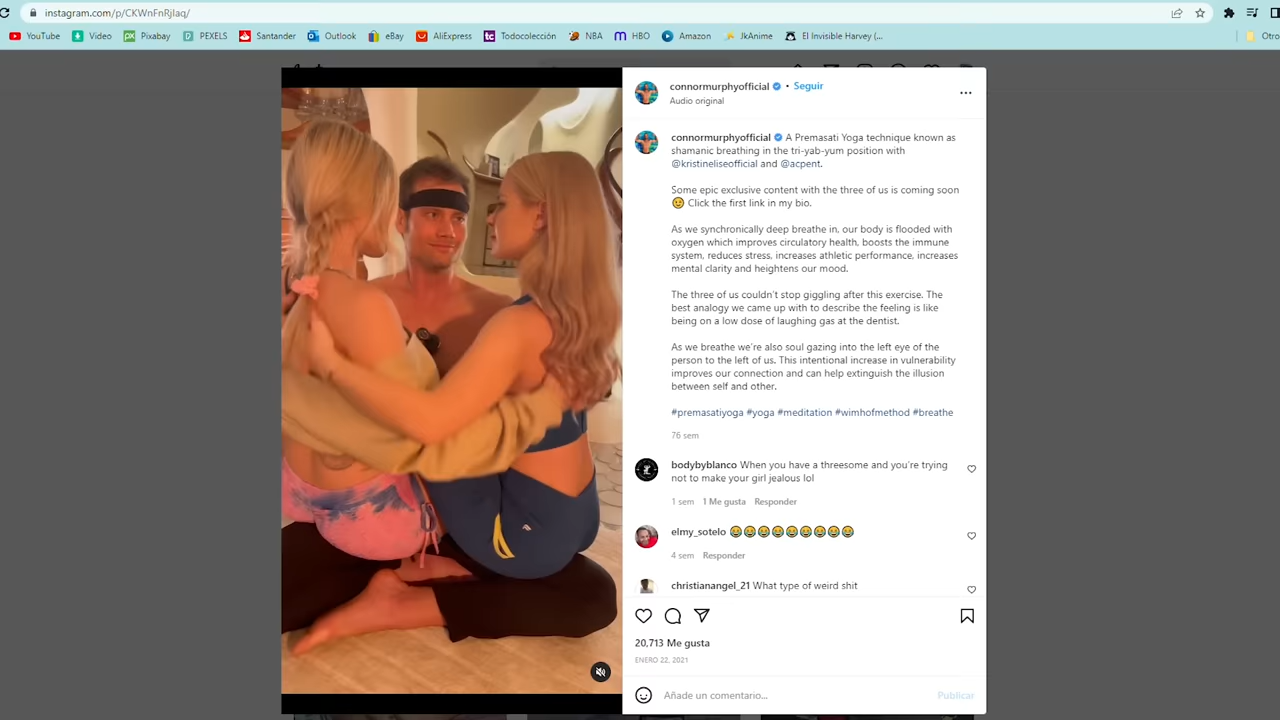 instagram.com/p/CKWnFnRjlaq/
YouTube Video Pixabay PEXELS Santander Outlook eBay AliExpress Todocolección NBA HBO Amazon JkAnime El Invisible Harvey (... Otro
connormurphyofficial • Seguir
Audio original
connormurphyofficial A Premasati Yoga technique known as
shamanic breathing in the tri-yab-yum position with
@kristineliseofficial and @acpent.
Some epic exclusive content with the three of us is coming soon
😉 Click the first link in my bio.
As we synchronically deep breathe in, our body is flooded with
oxygen which improves circulatory health, boosts the immune
system, reduces stress, increases athletic performance, increases
mental clarity and heightens our mood.
The three of us couldn't stop giggling after this exercise. The
best analogy we came up with to describe the feeling is like
being on a low dose of laughing gas at the dentist.
As we breathe we're also soul gazing into the left eye of the
person to the left of us. This intentional increase in vulnerability
improves our connection and can help extinguish the illusion
between self and other.
#premasatiyoga #yoga #meditation #wimhofmethod #breathe
76 sem
bodybyblanco When you have a threesome and you're trying
not to make your girl jealous lol
1 sem 1 Me gusta Responder
elmy_sotelo 😂😂😂😂😂😂😂😂😂
4 sem Responder
christianangel_21 What type of weird shit
20,713 Me gusta
ENERO 22, 2021
Añade un comentario... Publicar